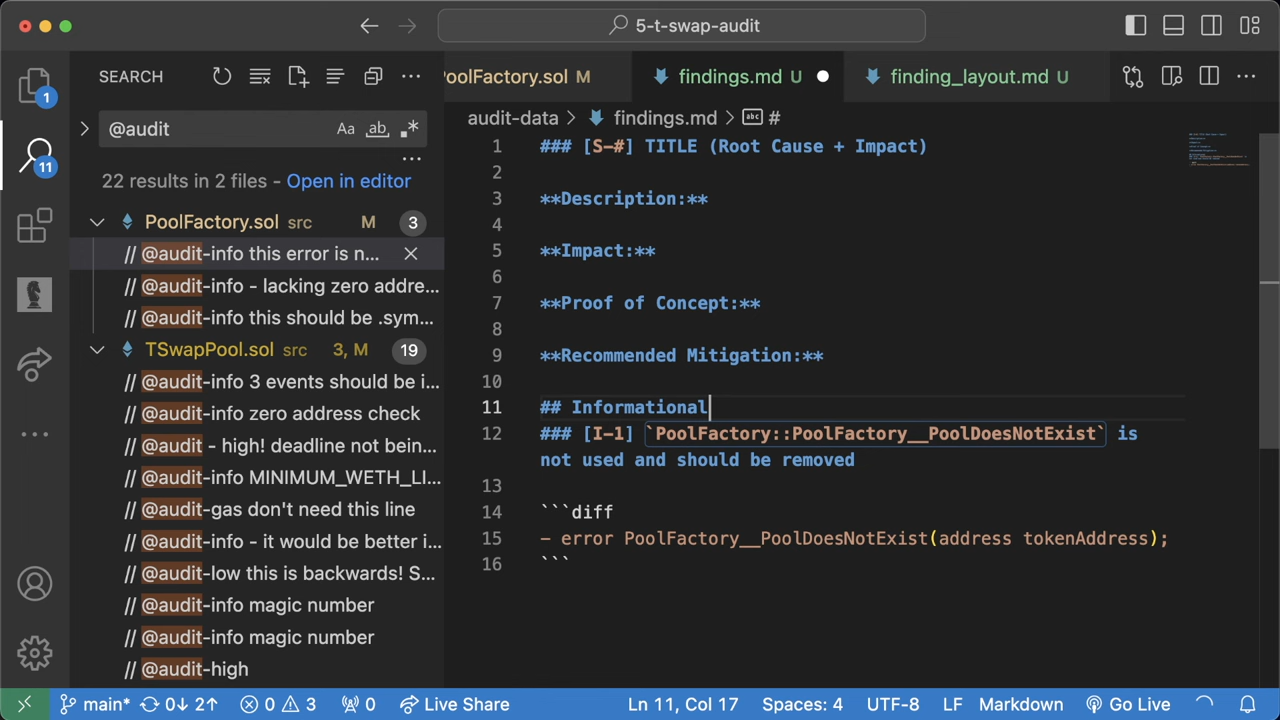 5-t-swap-audit
SEARCH
oolFactory.sol M
findings.md U
finding_layout.md U
1
@audit
Aa ab
audit-data > findings.md > abc #
11
22 results in 2 files - Open in editor
PoolFactory.sol src M 3
// @audit-info this error is n...
// @audit-info - lacking zero addre...
// @audit-info this should be .sym...
TSwapPool.sol src 3, M 19
// @audit-info 3 events should be i...
// @audit-info zero address check
// @audit - high! deadline not bein...
// @audit-info MINIMUM_WETH_LI...
// @audit-gas don't need this line
// @audit-info - it would be better i...
// @audit-low this is backwards! S...
// @audit-info magic number
// @audit-info magic number
// @audit-high
1 ### [S-#] TITLE (Root Cause + Impact)
2
3 **Description:**
4
5 **Impact:**
6
7 **Proof of Concept:**
8
9 **Recommended Mitigation:**
10
11 ## Informational
12 ### [I-1] `PoolFactory::PoolFactory__PoolDoesNotExist` is
not used and should be removed
13
14 ```diff
15 - error PoolFactory__PoolDoesNotExist(address tokenAddress);
16 ```
main* 0↓ 2↑ 0 3 0 Live Share Ln 11, Col 17 Spaces: 4 UTF-8 LF Markdown Go Live